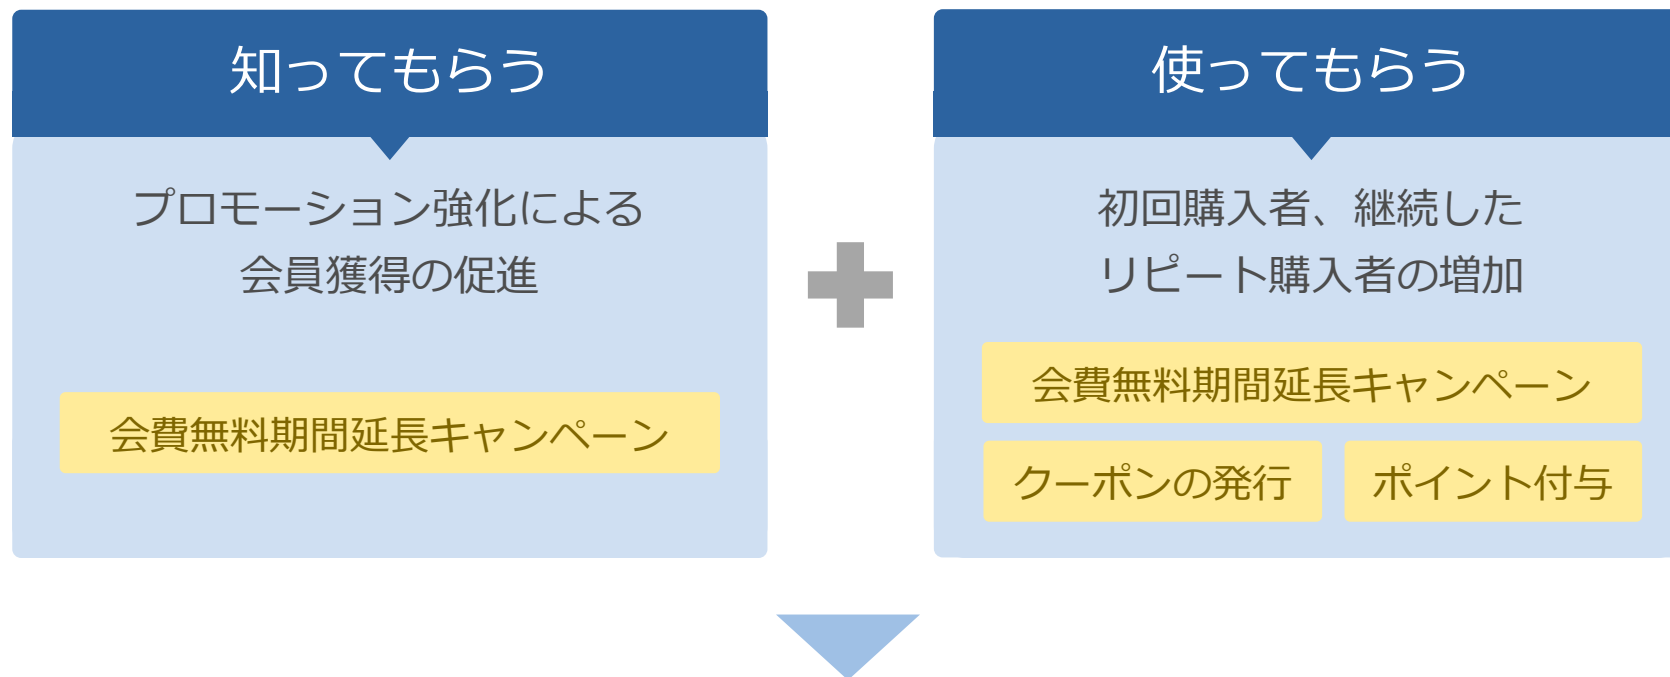 知ってもらう
プロモーション強化による
会員獲得の促進
会費無料期間延長キャンペーン
使ってもらう
初回購入者、継続した
リピート購入者の増加
会費無料期間延長キャンペーン
クーポンの発行
ポイント付与